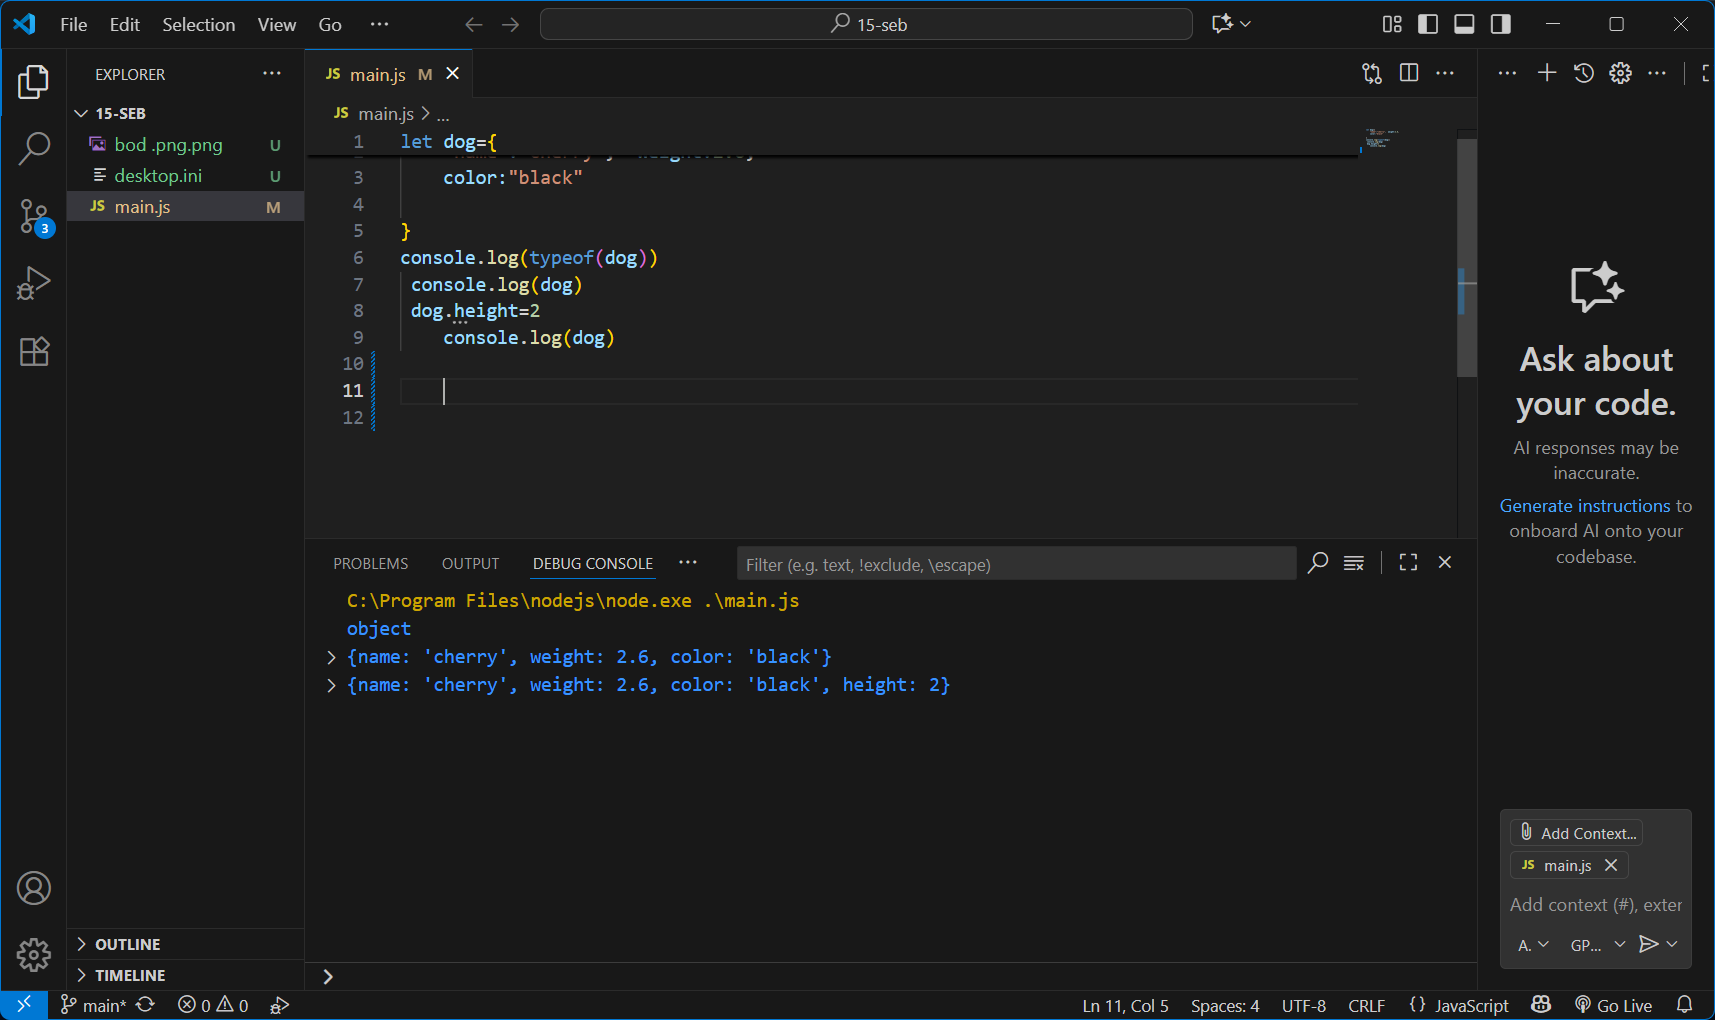 File Edit Selection View Go ··· 15-seb
EXPLORER ···
15-SEB
bod .png.png U
desktop.ini U
JS main.js M
3
JS main.js M
JS main.js > ...
1 let dog={
3 color:"black"
4
5 }
6 console.log(typeof(dog))
7 console.log(dog)
8 dog.height=2
9 console.log(dog)
10
11
12
PROBLEMS OUTPUT DEBUG CONSOLE ··· Filter (e.g. text, !exclude, \escape)
C:\Program Files\nodejs\node.exe .\main.js
object
{name: 'cherry', weight: 2.6, color: 'black'}
{name: 'cherry', weight: 2.6, color: 'black', height: 2}
Ask about
your code.
AI responses may be
inaccurate.
Generate instructions to
onboard AI onto your
codebase.
Add Context...
JS main.js
Add context (#), exter
A. GP...
OUTLINE
TIMELINE
main* 0 0 Ln 11, Col 5 Spaces: 4 UTF-8 CRLF {} JavaScript Go Live